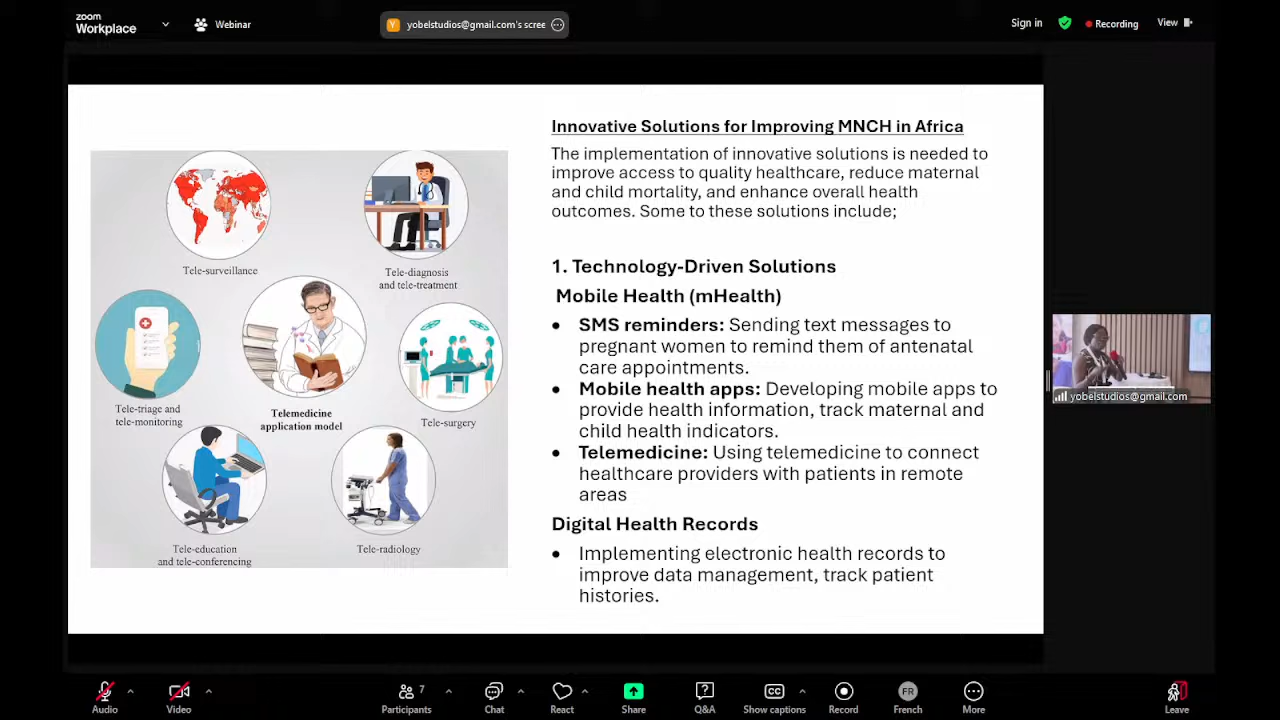 zoom
Workplace
Webinar
Y
yobelstudios@gmail.com's scree
Sign in
Recording
View
Innovative Solutions for Improving MNCH in Africa
The implementation of innovative solutions is needed to
improve access to quality healthcare, reduce maternal
and child mortality, and enhance overall health
outcomes. Some to these solutions include;
1. Technology-Driven Solutions
Mobile Health (mHealth)
• SMS reminders: Sending text messages to
pregnant women to remind them of antenatal
care appointments.
• Mobile health apps: Developing mobile apps to
provide health information, track maternal and
child health indicators.
• Telemedicine: Using telemedicine to connect
healthcare providers with patients in remote
areas
Digital Health Records
• Implementing electronic health records to
improve data management, track patient
histories.
Tele-surveillance
Tele-diagnosis
and tele-treatment
Tele-triage and
tele-monitoring
Telemedicine
application model
Tele-surgery
Tele-education
and tele-conferencing
Tele-radiology
yobelstudios@gmail.com
Audio
Video
7
Participants
Chat
React
Share
Q&A
CC
Show captions
Record
FR
French
More
Leave